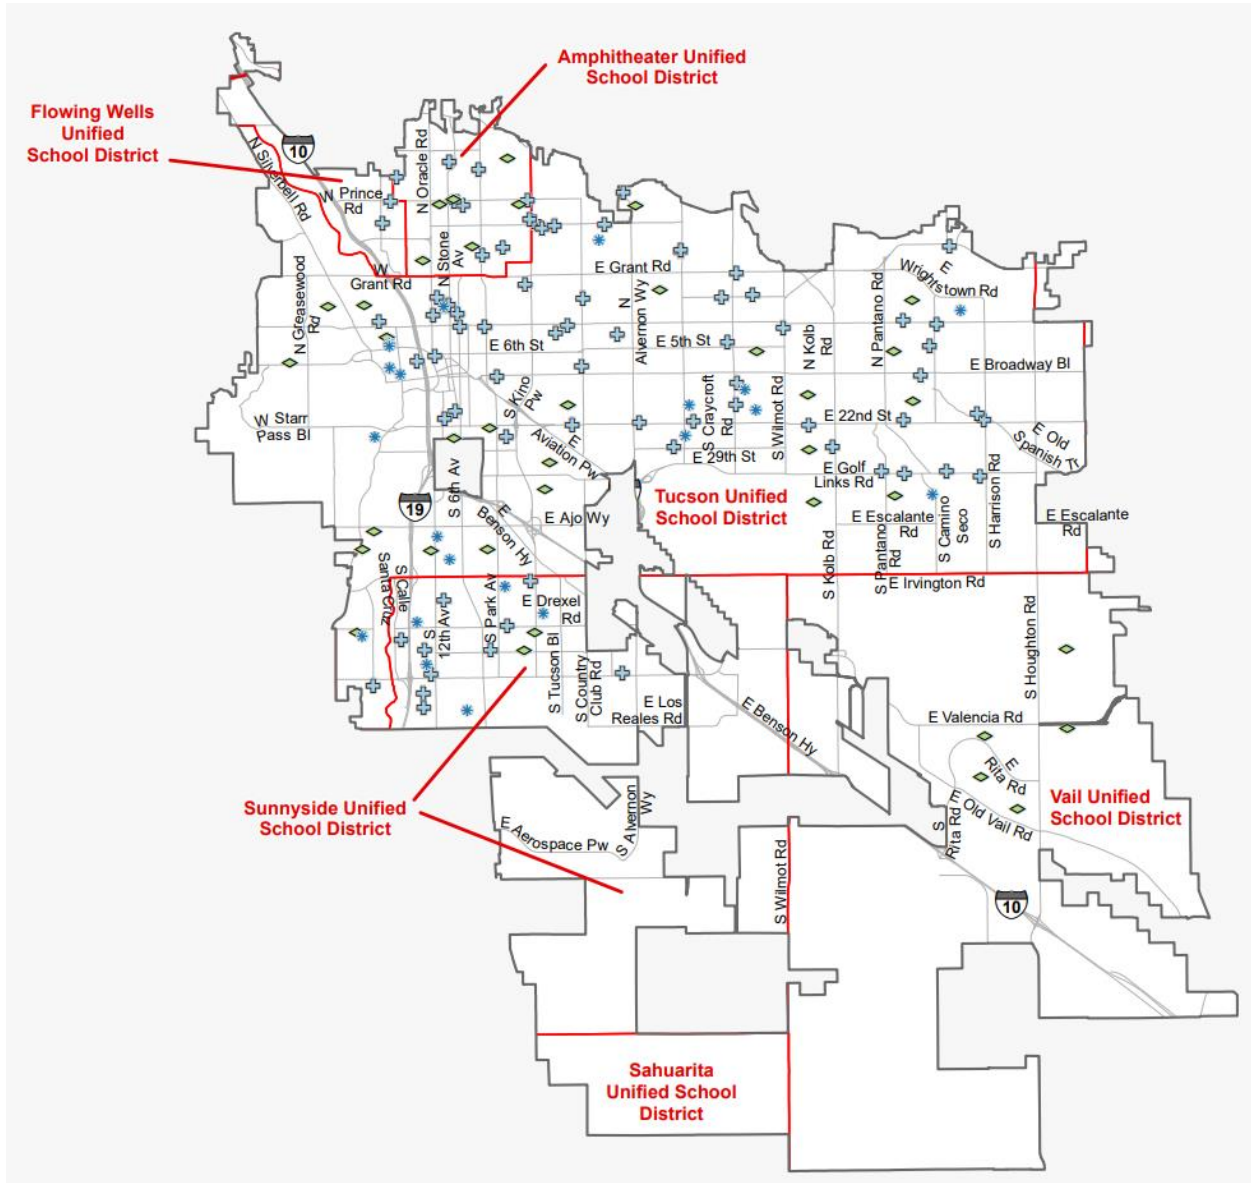 Amphitheater Unified
School District
Flowing Wells
Unified
School District
10
N Silverbell Rd
W Prince
Rd
N Oracle Rd
N Stone
Av
W
Grant Rd
N Greasewood
Rd
E Grant Rd
N
Alvernon Wy
E
Wrightstown Rd
N Pantano Rd
N Kolb
Rd
E 6th St
E 5th St
E Broadway Bl
S Kino
Pw
W Starr
Pass Bl
S Craycroft
Rd
S Wilmot Rd
E 22nd St
E Old
Spanish Tr
E
Aviation Pw
E 29th St
E Golf
Links Rd
S Harrison Rd
S 6th Av
19
Tucson Unified
School District
E
Benson Hy
E Ajo Wy
E Escalante
Rd
S Camino
Seco
E Escalante
Rd
S Kolb Rd
S Pantano
Rd
E Irvington Rd
Santa Cruz
S Calle
S
12th Av
S Park Av
E Drexel
Rd
S Tucson Bl
S Country
Club Rd
S Houghton Rd
E Los
Reales Rd
E Benson Hy
E Valencia Rd
E
Rita Rd
E Old Vail Rd
S
Rita Rd
Vail Unified
School District
Sunnyside Unified
School District
E Aerospace Pw
S Alvernon
Wy
S Wilmot Rd
10
Sahuarita
Unified School
District